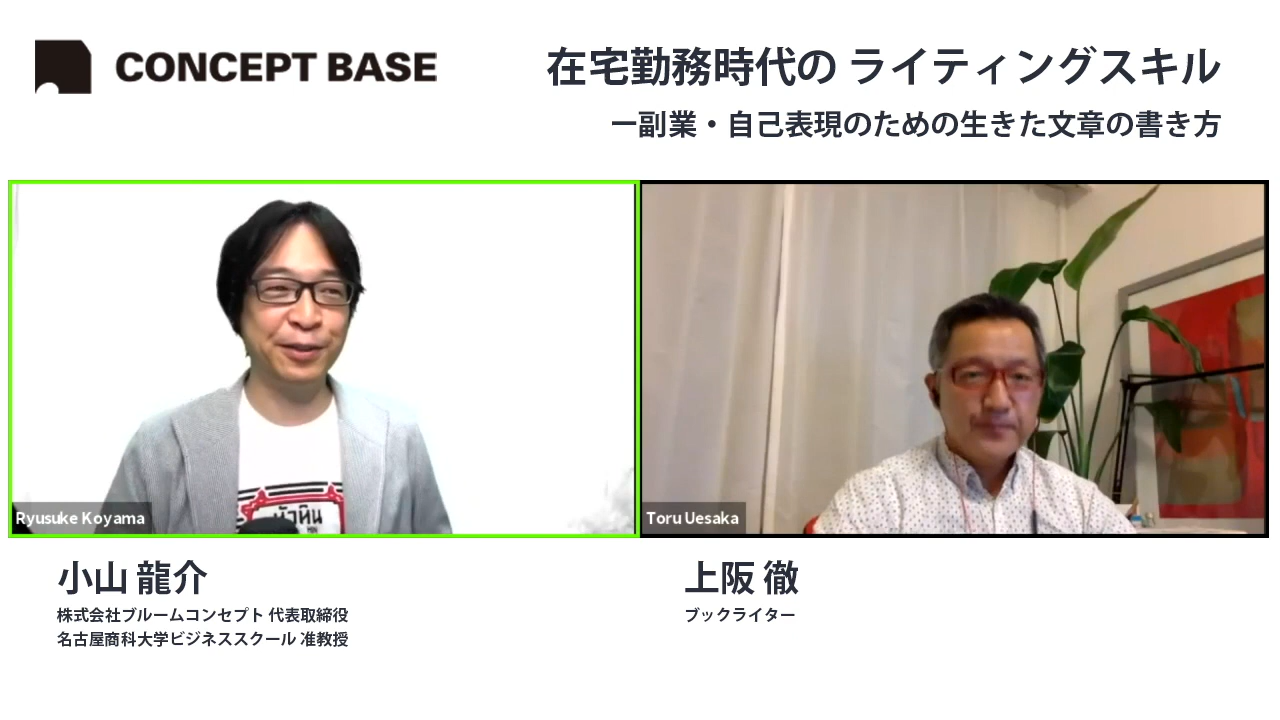 CONCEPT BASE
在宅勤務時代の ライティングスキル
ー副業・自己表現のための生きた文章の書き方
Ryusuke Koyama
Toru Uesaka
小山 龍介
株式会社ブルームコンセプト 代表取締役
名古屋商科大学ビジネススクール 准教授
上阪 徹
ブックライター